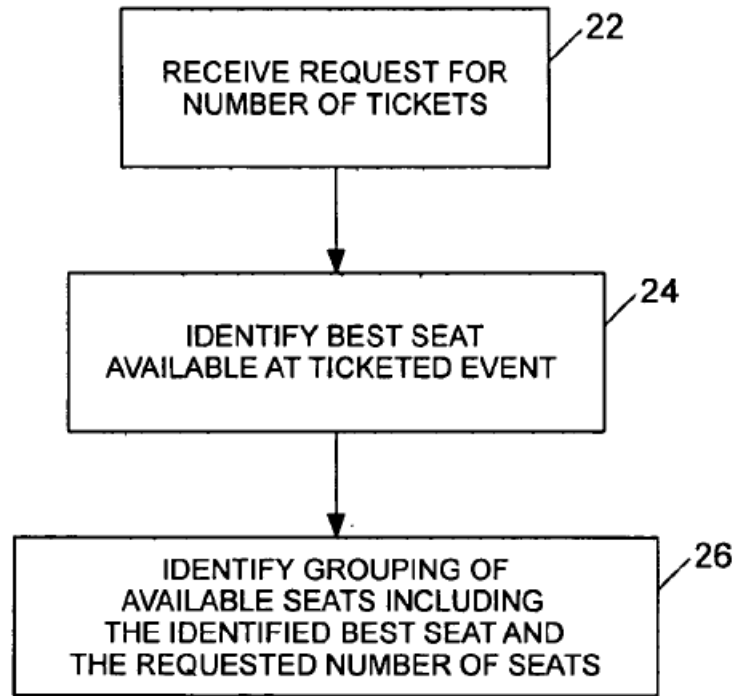 22
RECEIVE REQUEST FOR
NUMBER OF TICKETS
24
IDENTIFY BEST SEAT
AVAILABLE AT TICKETED EVENT
26
IDENTIFY GROUPING OF
AVAILABLE SEATS INCLUDING
THE IDENTIFIED BEST SEAT AND
THE REQUESTED NUMBER OF SEATS